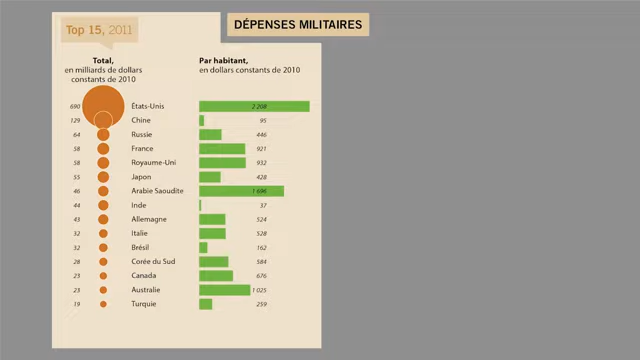 DÉPENSES MILITAIRES
Top 15, 2011
Total,
en milliards de dollars
constants de 2010
Par habitant,
en dollars constants de 2010
690 États-Unis 2 208
129 Chine 95
64 Russie 446
58 France 921
58 Royaume-Uni 932
55 Japon 428
46 Arabie Saoudite 1 696
44 Inde 37
43 Allemagne 524
32 Italie 528
32 Brésil 162
28 Corée du Sud 584
23 Canada 676
23 Australie 1 025
19 Turquie 259